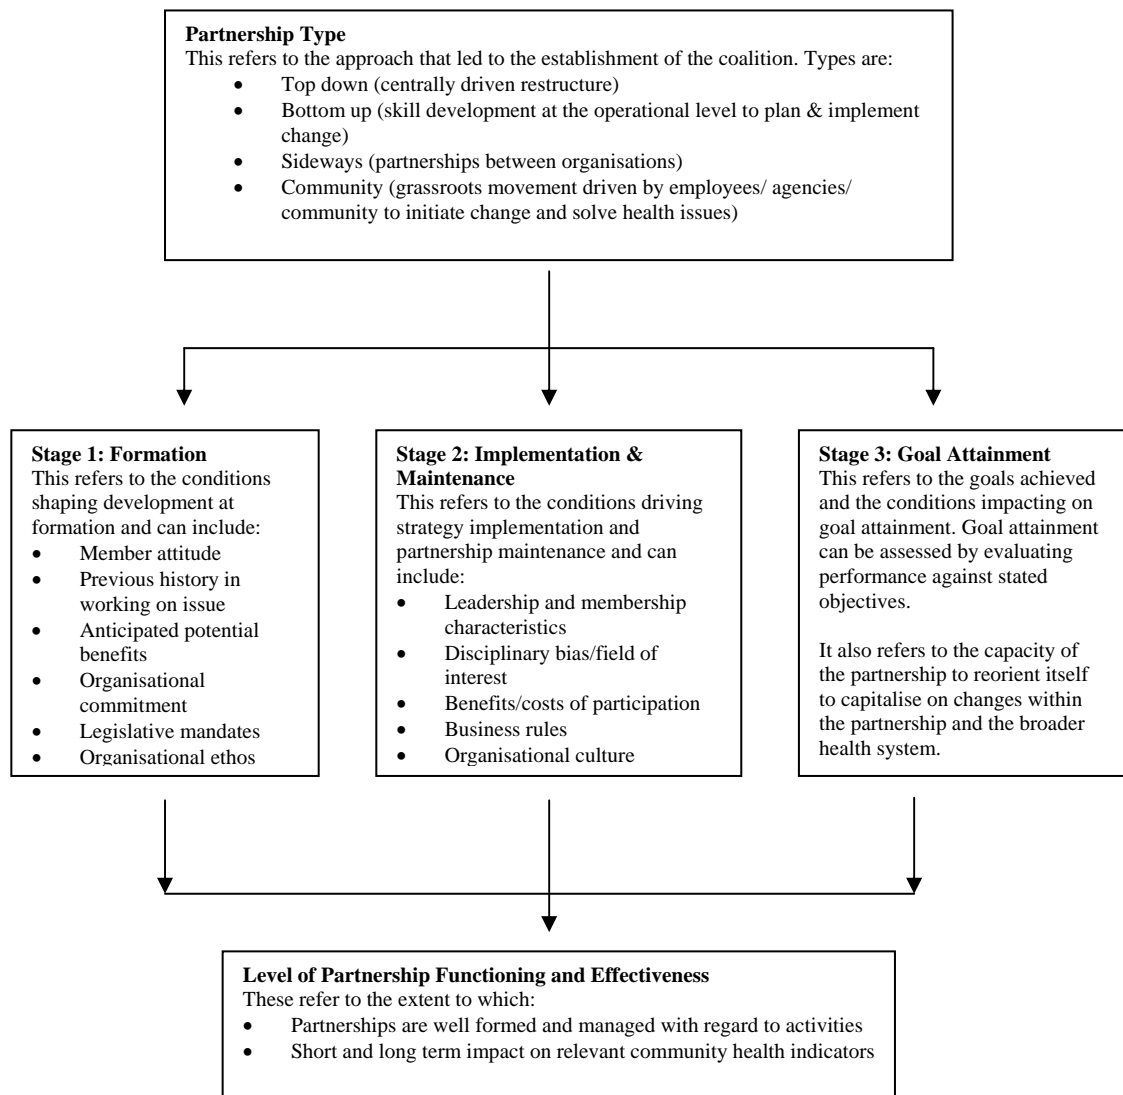 Partnership Type
This refers to the approach that led to the establishment of the coalition. Types are:
• Top down (centrally driven restructure)
• Bottom up (skill development at the operational level to plan & implement
change)
• Sideways (partnerships between organisations)
• Community (grassroots movement driven by employees/ agencies/
community to initiate change and solve health issues)
Stage 1: Formation
This refers to the conditions
shaping development at
formation and can include:
• Member attitude
• Previous history in
working on issue
• Anticipated potential
benefits
• Organisational
commitment
• Legislative mandates
• Organisational ethos
Stage 2: Implementation &
Maintenance
This refers to the conditions driving
strategy implementation and
partnership maintenance and can
include:
• Leadership and membership
characteristics
• Disciplinary bias/field of
interest
• Benefits/costs of participation
• Business rules
• Organisational culture
Stage 3: Goal Attainment
This refers to the goals achieved
and the conditions impacting on
goal attainment. Goal attainment
can be assessed by evaluating
performance against stated
objectives.
It also refers to the capacity of
the partnership to reorient itself
to capitalise on changes within
the partnership and the broader
health system.
Level of Partnership Functioning and Effectiveness
These refer to the extent to which:
• Partnerships are well formed and managed with regard to activities
• Short and long term impact on relevant community health indicators